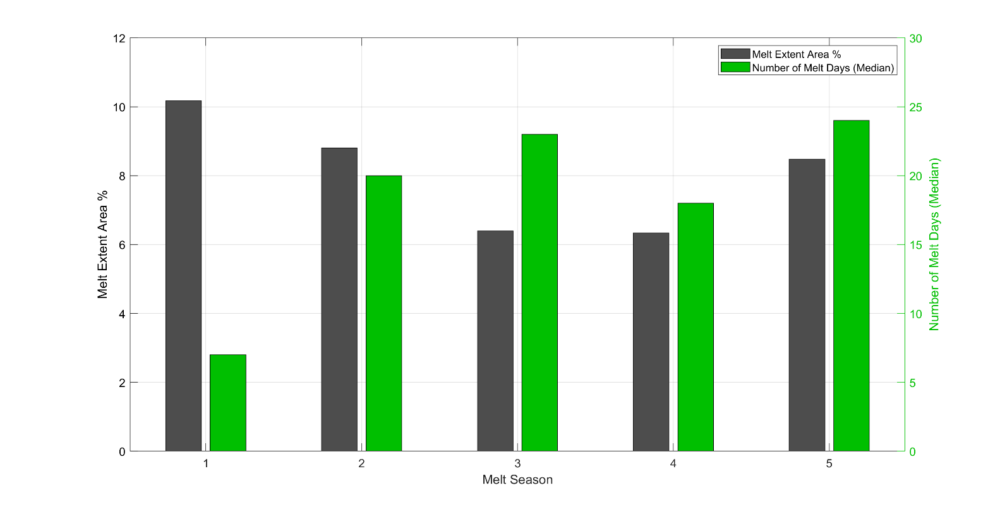 Melt Extent Area %
Number of Melt Days (Median)
12
10
8
6
4
2
0
Melt Extent Area %
30
25
20
15
10
5
0
Number of Melt Days (Median)
1 2 3 4 5
Melt Season